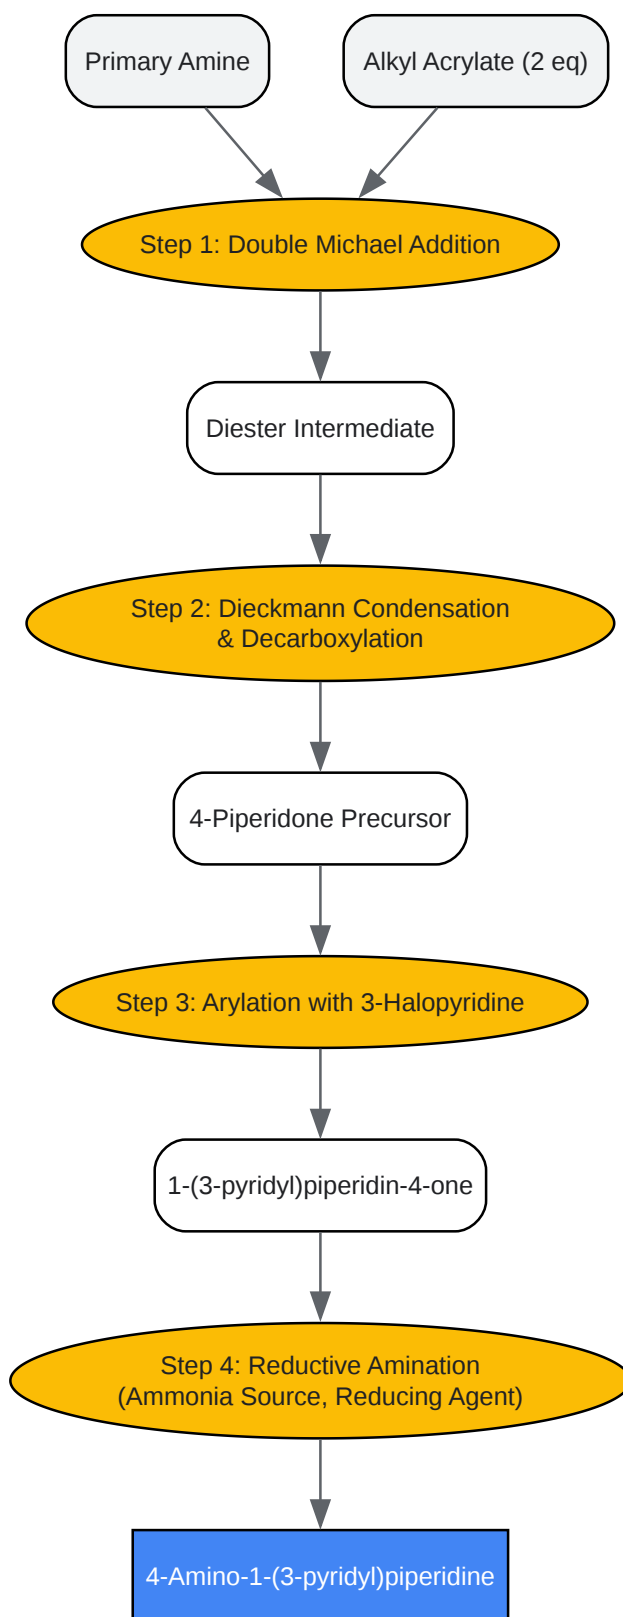 Primary Amine
Alkyl Acrylate (2 eq)
Step 1: Double Michael Addition
Diester Intermediate
Step 2: Dieckmann Condensation
& Decarboxylation
4-Piperidone Precursor
Step 3: Arylation with 3-Halopyridine
1-(3-pyridyl)piperidin-4-one
Step 4: Reductive Amination
(Ammonia Source, Reducing Agent)
4-Amino-1-(3-pyridyl)piperidine